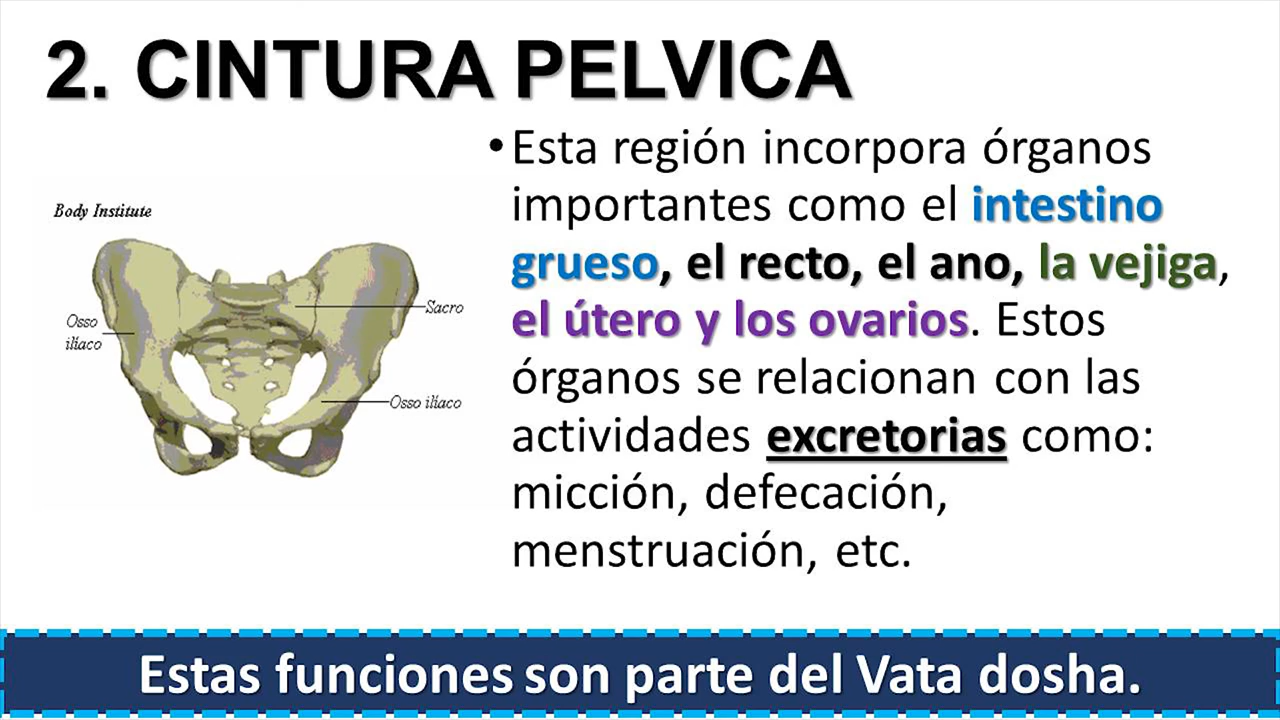 2. CINTURA PELVICA
Body Institute
Osso
ilíaco
Sacro
Osso ilíaco
•Esta región incorpora órganos
importantes como el intestino
grueso, el recto, el ano, la vejiga,
el útero y los ovarios. Estos
órganos se relacionan con las
actividades excretorias como:
micción, defecación,
menstruación, etc.
Estas funciones son parte del Vata dosha.